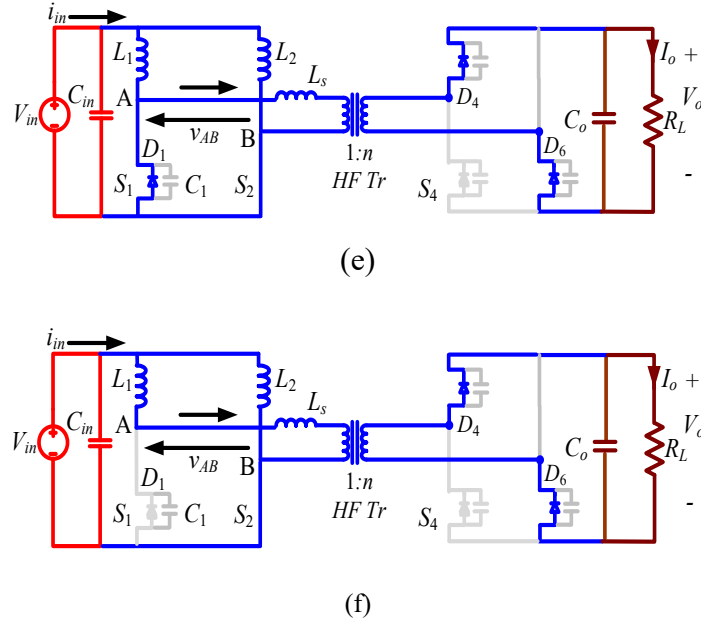 i_in
L_1
L_2
L_s
I_o +
A
D_4
V_in
C_in
C_o
R_L
V_o
v_AB
B
D_1
D_6
1:n
S_1
C_1
S_2
HF Tr
S_4
-
(e)
i_in
L_1
L_2
L_s
I_o +
A
D_4
V_in
C_in
C_o
R_L
V_o
v_AB
B
D_1
D_6
1:n
S_1
C_1
S_2
HF Tr
S_4
-
(f)